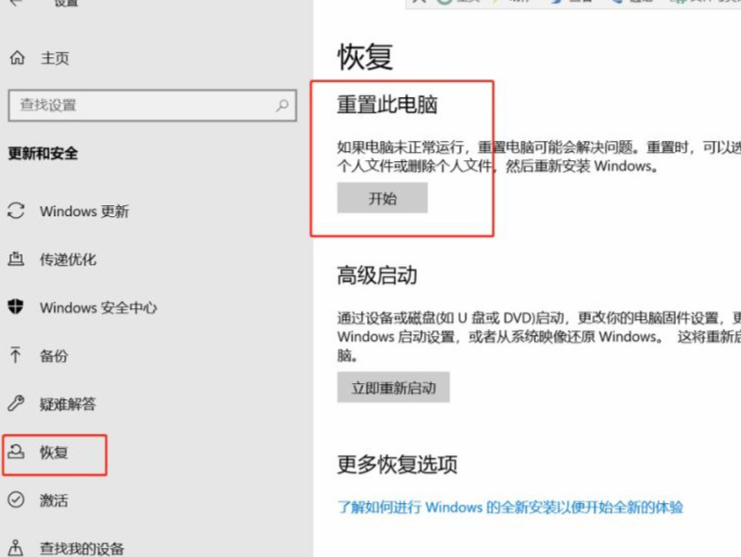 设置
主页
查找设置
更新和安全
Windows 更新
传递优化
Windows 安全中心
备份
疑难解答
恢复
激活
查找我的设备
恢复
重置此电脑
如果电脑未正常运行，重置电脑可能会解决问题。重置时，可以选
个人文件或删除个人文件，然后重新安装 Windows。
开始
高级启动
通过设备或磁盘(如 U 盘或 DVD)启动，更改你的电脑固件设置，更
Windows 启动设置，或者从系统映像还原 Windows。 这将重新启
脑。
立即重新启动
更多恢复选项
了解如何进行 Windows 的全新安装以便开始全新的体验